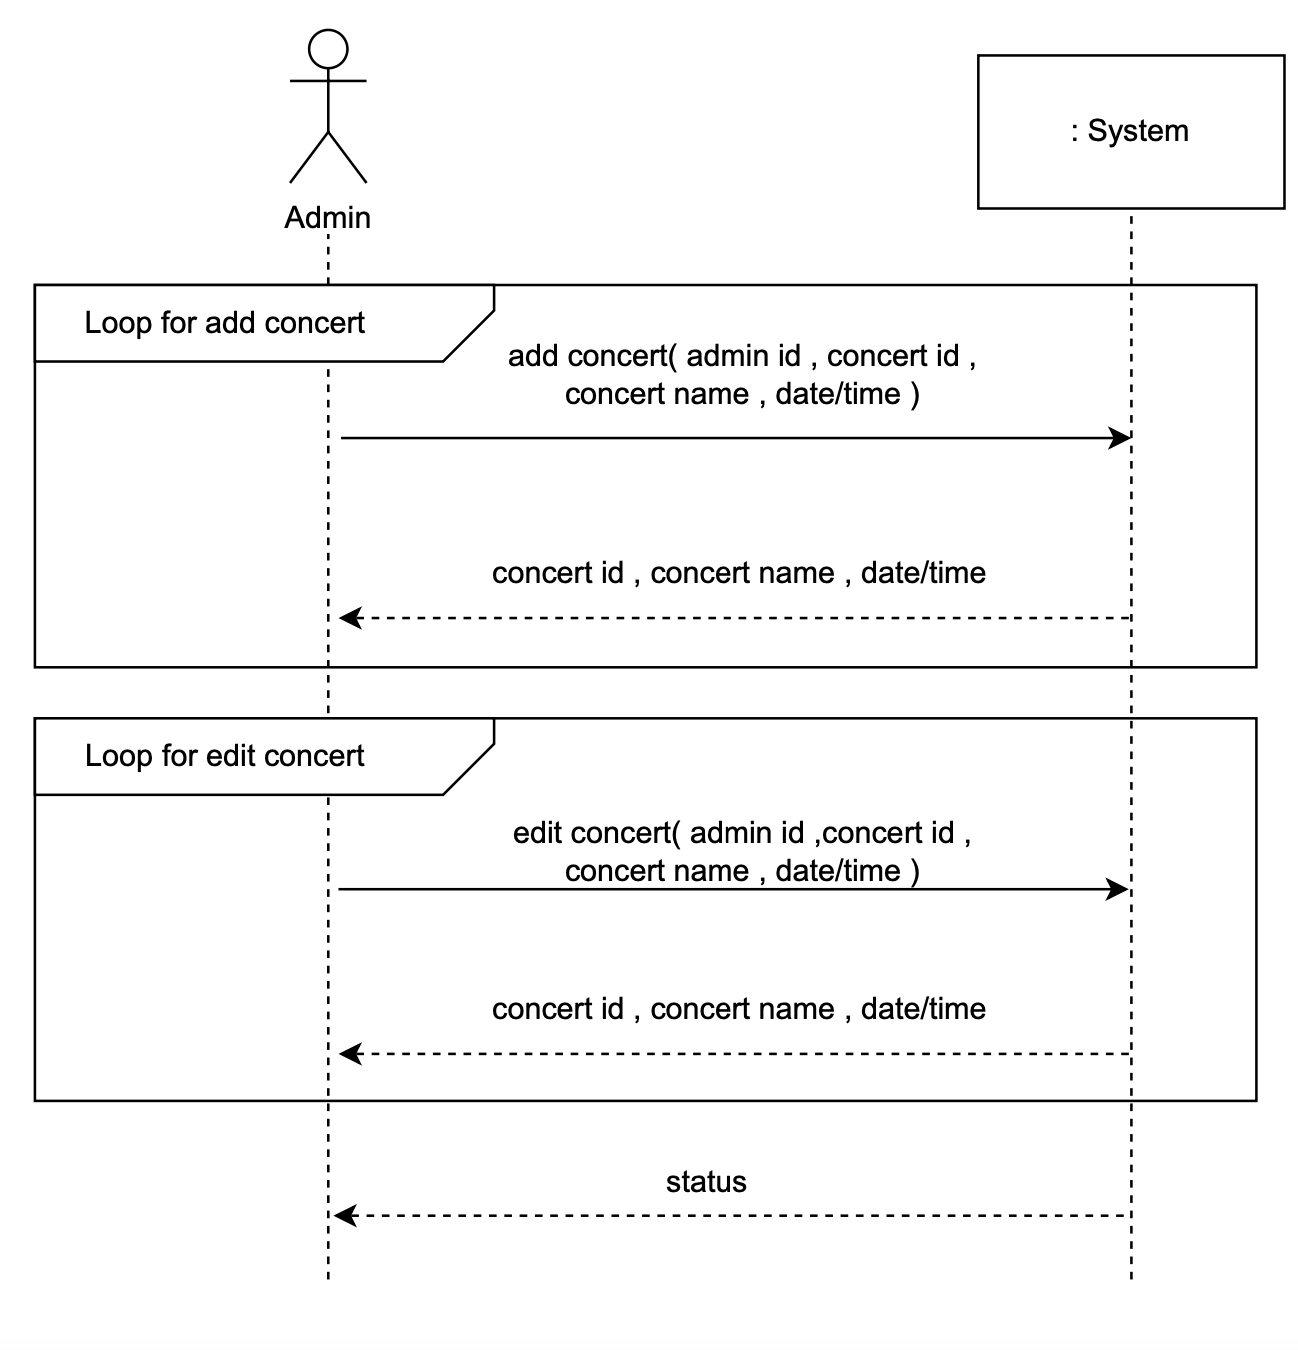 Admin
: System
Loop for add concert
add concert( admin id , concert id ,
concert name , date/time )
concert id , concert name , date/time
Loop for edit concert
edit concert( admin id ,concert id ,
concert name , date/time )
concert id , concert name , date/time
status